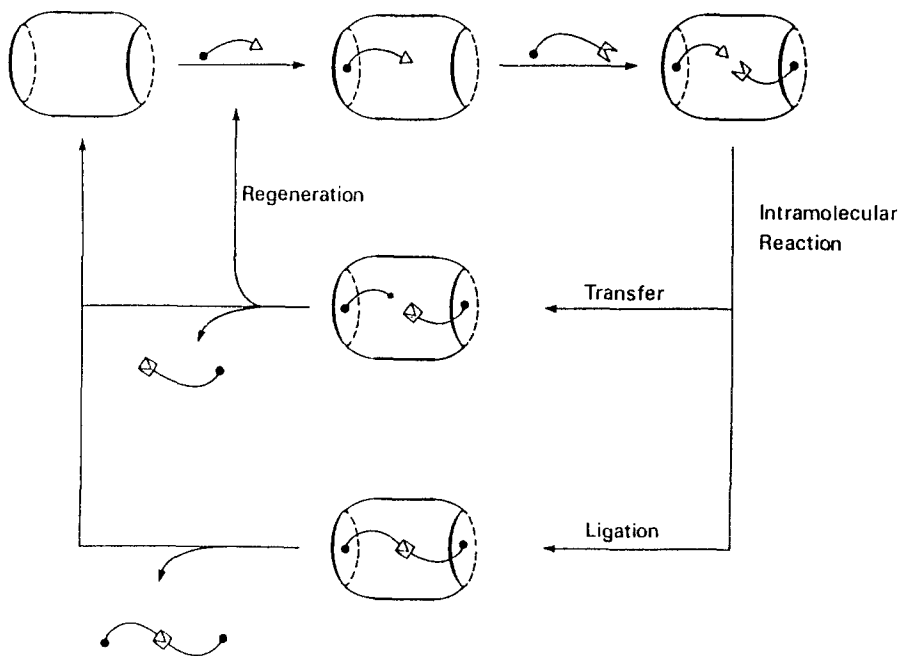 Regeneration
Intramolecular
Reaction
Transfer
Ligation